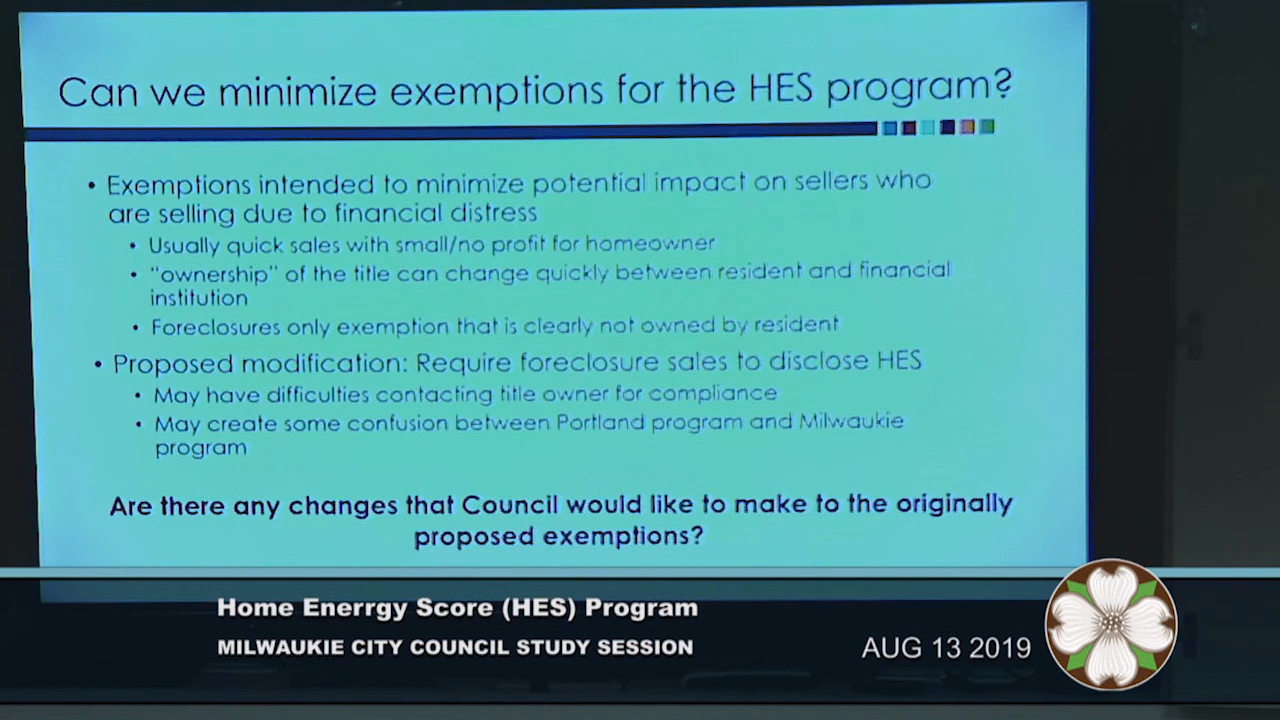 Can we minimize exemptions for the HES program?
• Exemptions intended to minimize potential impact on sellers who
are selling due to financial distress
• Usually quick sales with small/no profit for homeowner
• "ownership" of the title can change quickly between resident and financial
institution
• Foreclosures only exemption that is clearly not owned by resident
• Proposed modification: Require foreclosure sales to disclose HES
• May have difficulties contacting title owner for compliance
• May create some confusion between Portland program and Milwaukie
program
Are there any changes that Council would like to make to the originally
proposed exemptions?
Home Enerrgy Score (HES) Program
MILWAUKIE CITY COUNCIL STUDY SESSION
AUG 13 2019